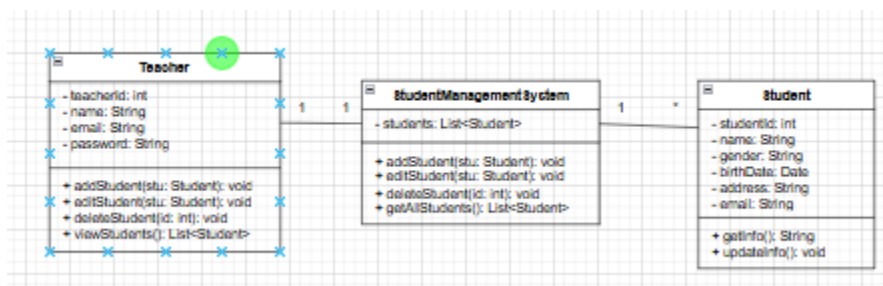 Teacher
- teacherId: int
- name: String
- email: String
- password: String
+ addStudent(stu: Student): void
+ editStudent(stu: Student): void
+ deleteStudent(id: int): void
+ viewStudents(): List<Student>
1 1
StudentManagementSystem
- students: List<Student>
+ addStudent(stu: Student): void
+ editStudent(stu: Student): void
+ deleteStudent(id: int): void
+ getAllStudents(): List<Student>
1 *
Student
- studentId: int
- name: String
- gender: String
- birthDate: Date
- address: String
- email: String
+ getInfo(): String
+ updateInfo(): void